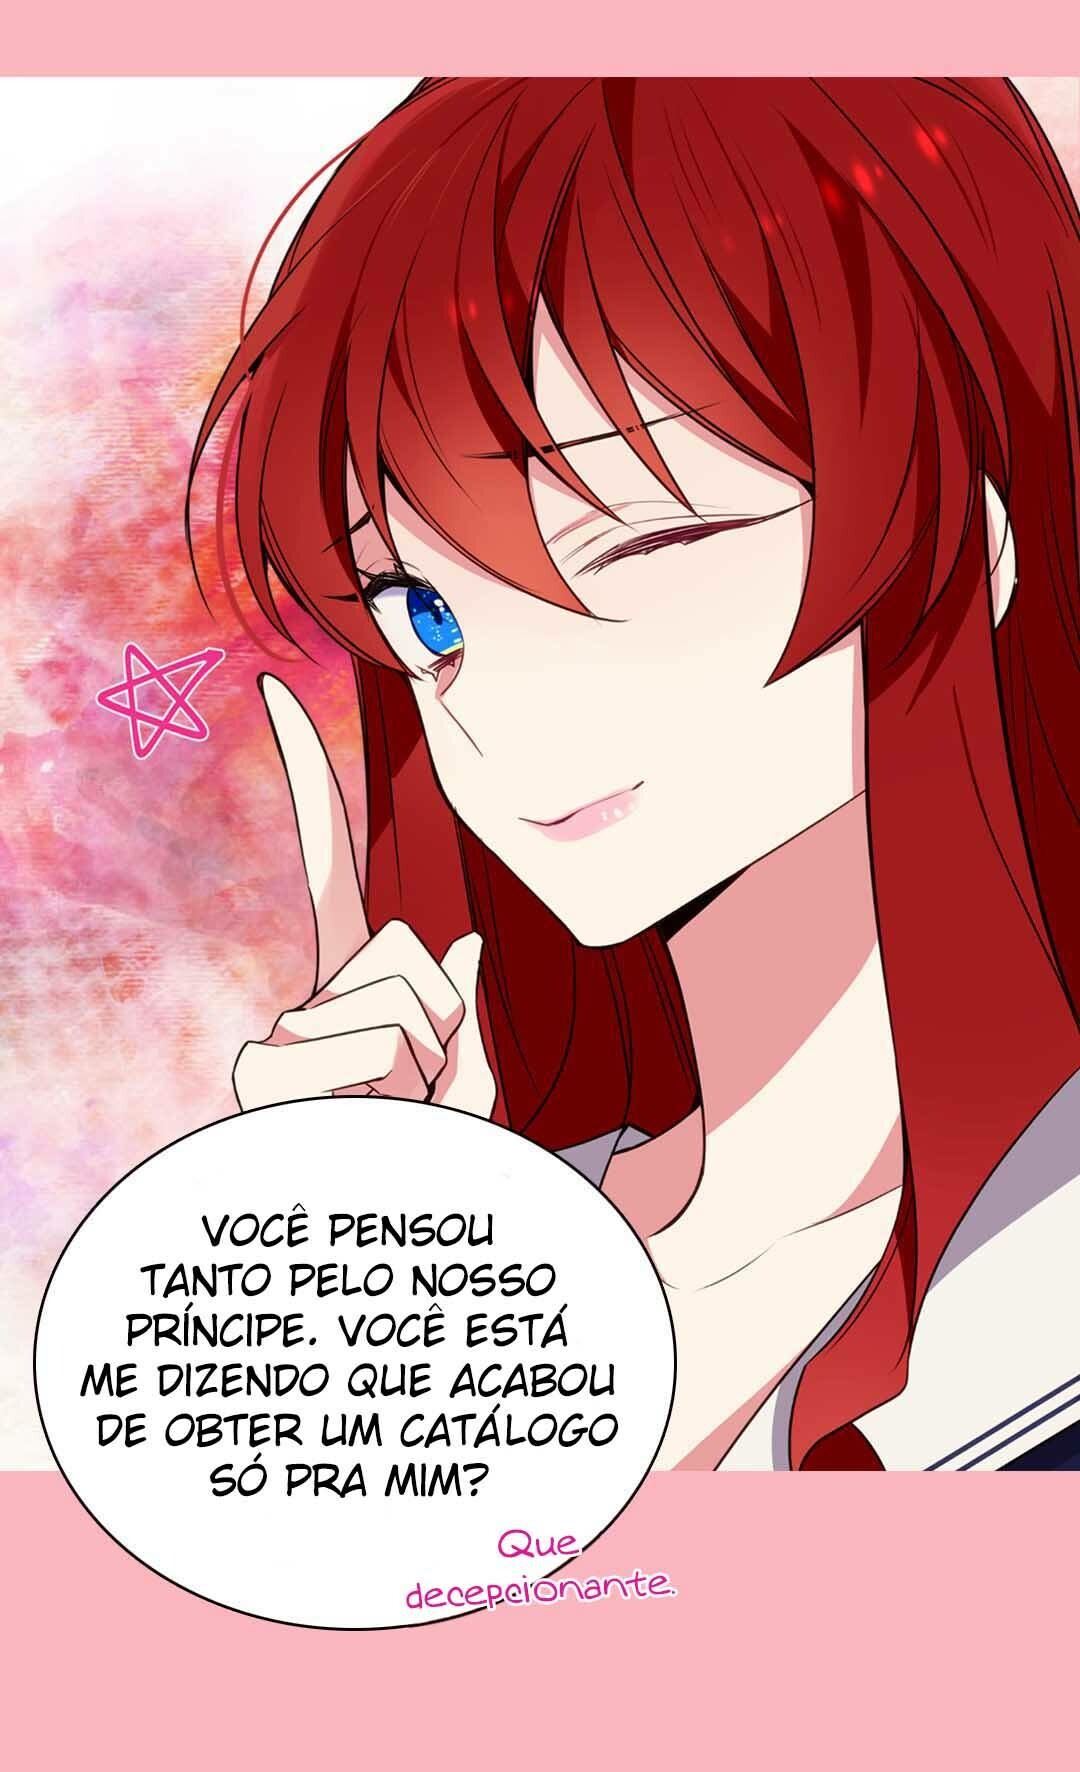 VOCÊ PENSOU
TANTO PELO NOSSO
PRÍNCIPE. VOCÊ ESTÁ
ME DIZENDO QUE ACABOU
DE OBTER UM CATÁLOGO
SÓ PRA MIM?
Que
decepcionante.